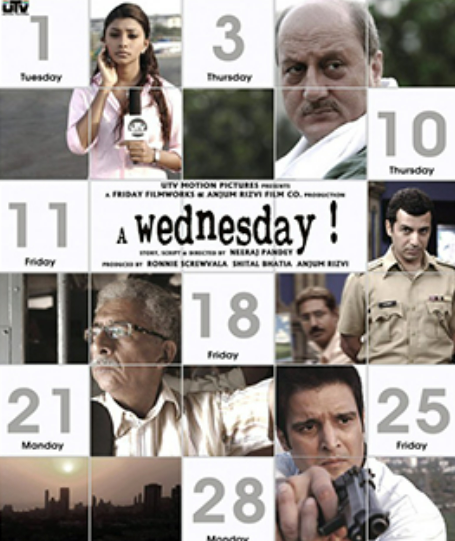 UTV
1
Tuesday
3
Thursday
UTV
10
Thursday
UTV MOTION PICTURES PRESENTS
A FRIDAY FILMWORKS & ANJUM RIZVI FILM CO. PRODUCTION
A wednesday !
STORY, SCRIPT & DIRECTED BY NEERAJ PANDEY
PRODUCED BY RONNIE SCREWVALA SHITAL BHATIA ANJUM RIZVI
11
Friday
18
Friday
21
Monday
25
Friday
28
Monday